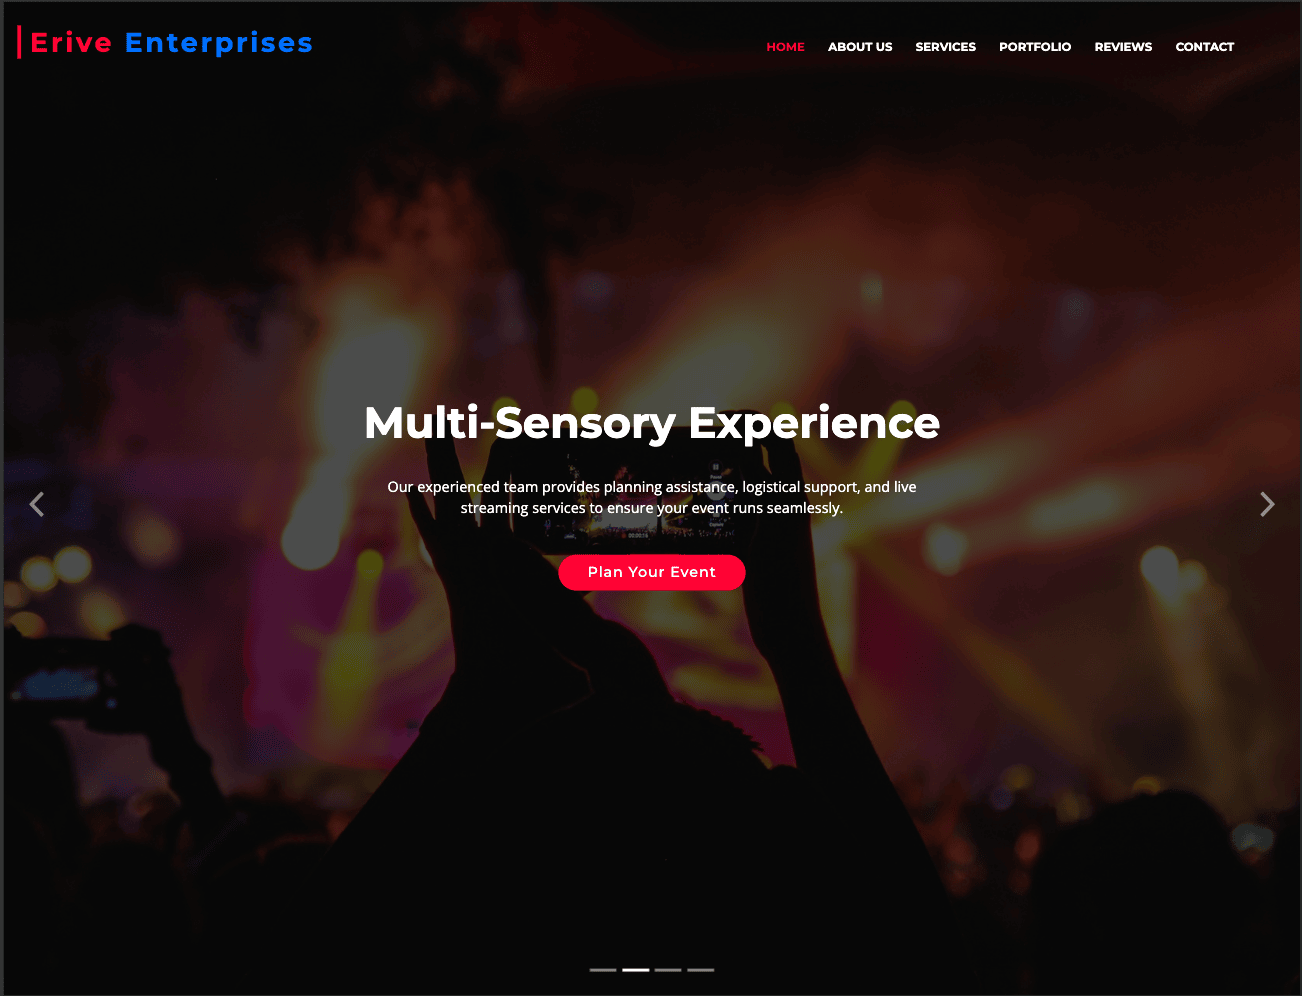 Erive Enterprises
HOME ABOUT US SERVICES PORTFOLIO REVIEWS CONTACT
Multi-Sensory Experience
Our experienced team provides planning assistance, logistical support, and live
streaming services to ensure your event runs seamlessly.
Plan Your Event